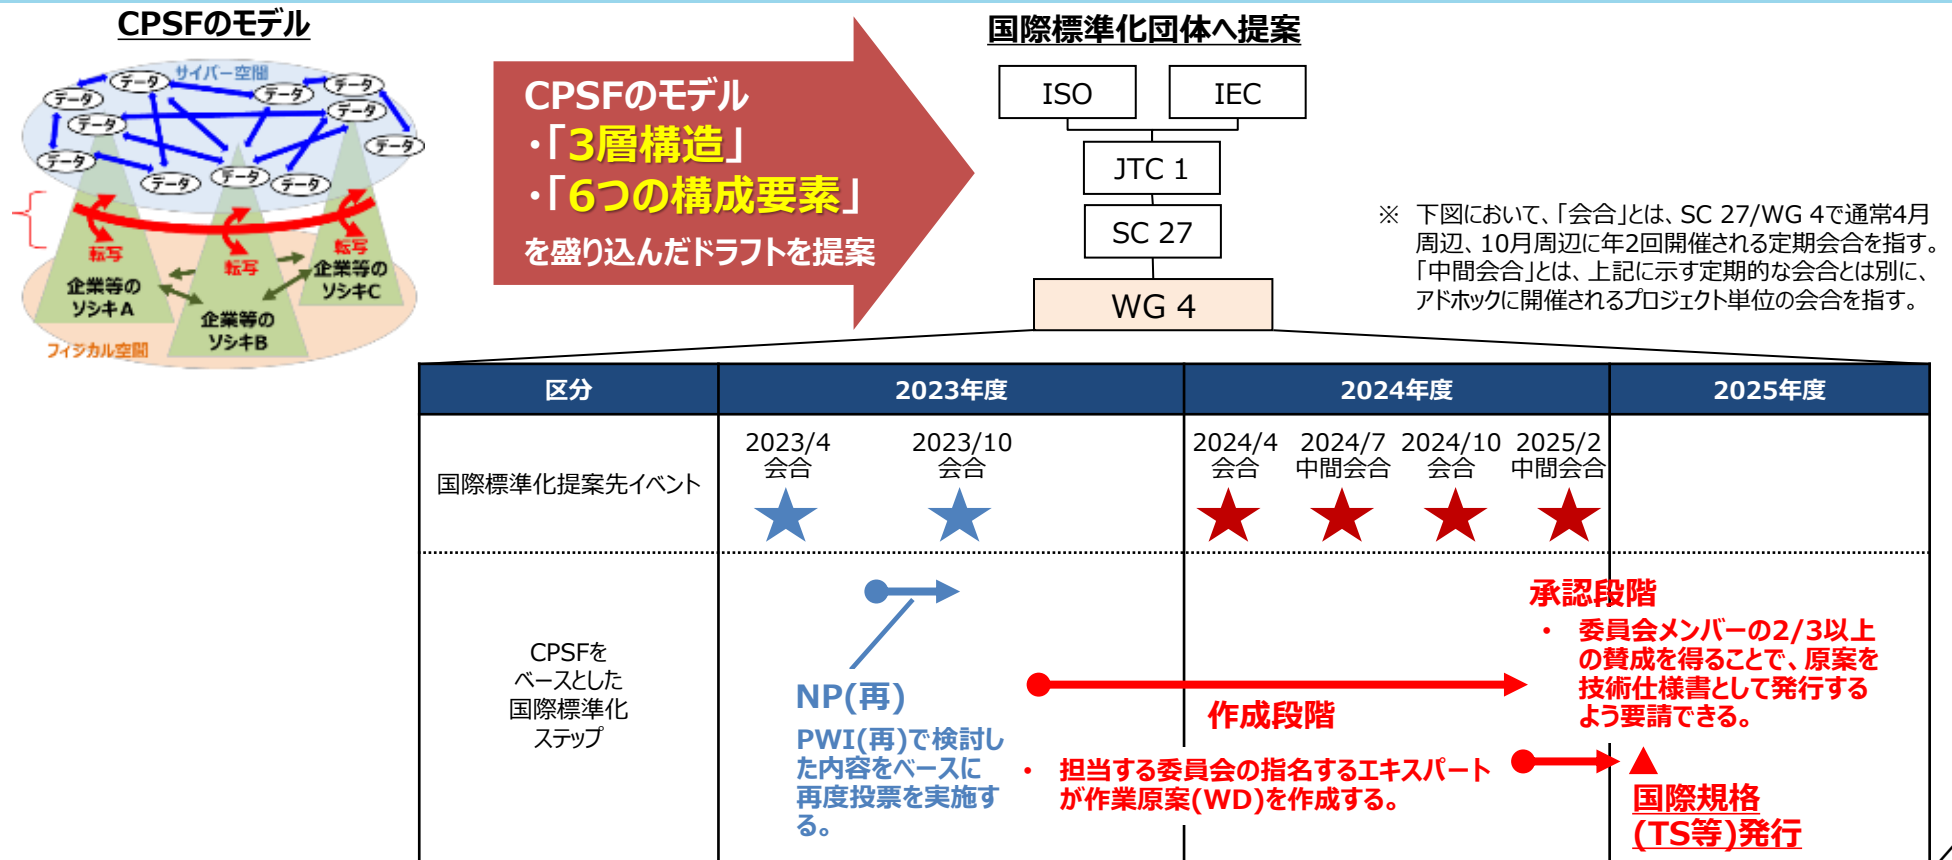 CPSFのモデル
サイバー空間
データ
データ
データ
データ
データ
データ
データ
データ
データ
データ
データ
転写
転写
転写
企業等の
ソシキA
企業等の
ソシキB
企業等の
ソシキC
フィジカル空間
CPSFのモデル
・「3層構造」
・「6つの構成要素」
を盛り込んだドラフトを提案
国際標準化団体へ提案
ISO
IEC
JTC 1
SC 27
WG 4
※ 下図において、「会合」とは、SC 27/WG 4で通常4月
周辺、10月周辺に年2回開催される定期会合を指す。
「中間会合」とは、上記に示す定期的な会合とは別に、
アドホックに開催されるプロジェクト単位の会合を指す。
区分
2023年度
2024年度
2025年度
国際標準化提案先イベント
2023/4
会合
2023/10
会合
2024/4
会合
2024/7
中間会合
2024/10
会合
2025/2
中間会合
CPSFを
ベースとした
国際標準化
ステップ
NP(再)
PWI(再)で検討し
た内容をベースに
再度投票を実施す
る。
作成段階
・ 担当する委員会の指名するエキスパート
が作業原案(WD)を作成する。
承認段階
・ 委員会メンバーの2/3以上
の賛成を得ることで、原案を
技術仕様書として発行する
よう要請できる。
国際規格
(TS等)発行